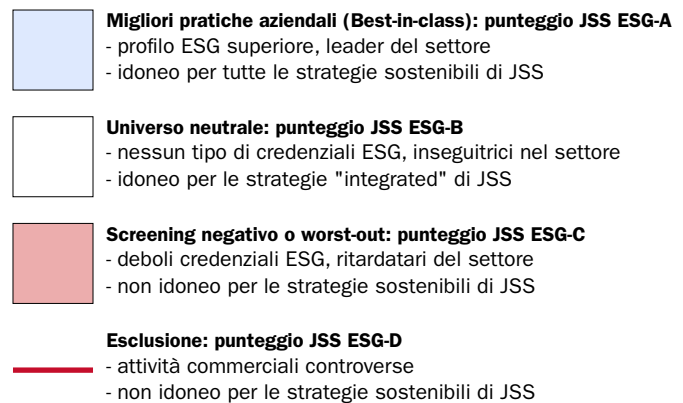 Migliori pratiche aziendali (Best-in-class): punteggio JSS ESG-A
- profilo ESG superiore, leader del settore
- idoneo per tutte le strategie sostenibili di JSS
Universo neutrale: punteggio JSS ESG-B
- nessun tipo di credenziali ESG, inseguitrici nel settore
- idoneo per le strategie "integrated" di JSS
Screening negativo o worst-out: punteggio JSS ESG-C
- deboli credenziali ESG, ritardatari del settore
- non idoneo per le strategie sostenibili di JSS
Esclusione: punteggio JSS ESG-D
- attività commerciali controverse
- non idoneo per le strategie sostenibili di JSS